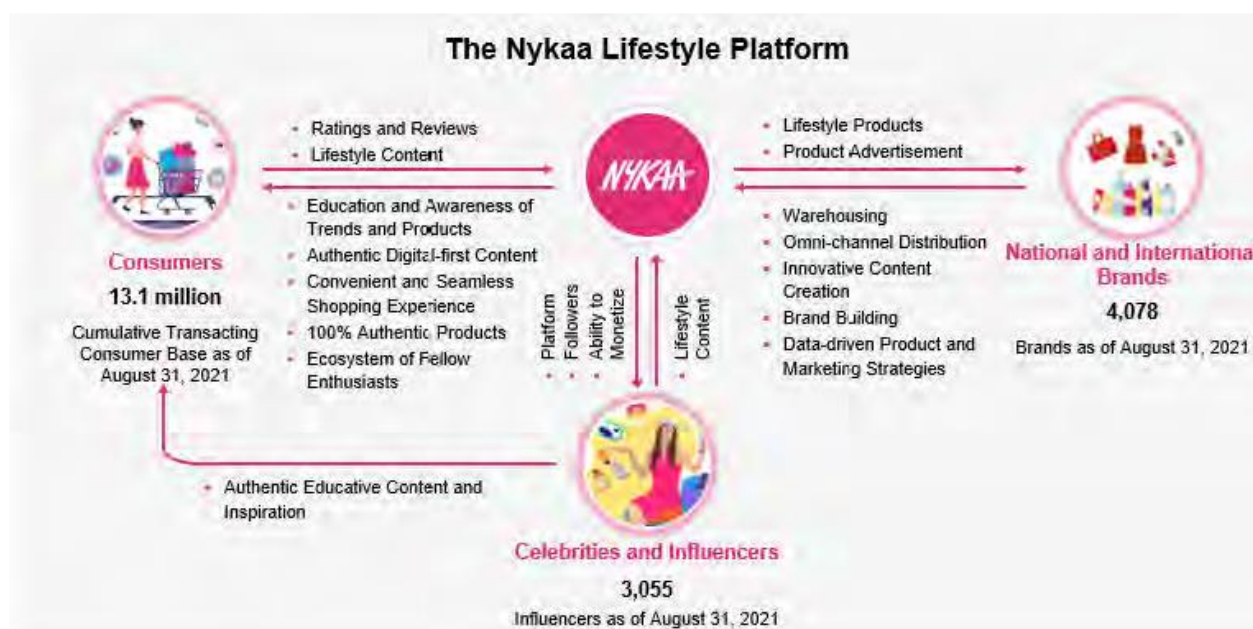 The Nykaa Lifestyle Platform
Ratings and Reviews
Lifestyle Content
Education and Awareness of
Trends and Products
Authentic Digital-first Content
Convenient and Seamless
Shopping Experience
100% Authentic Products
Ecosystem of Fellow
Enthusiasts
Consumers
13.1 million
Cumulative Transacting
Consumer Base as of
August 31, 2021
NYKAA
Platform
Followers
Ability to
Monetize
Lifestyle
Content
Lifestyle Products
Product Advertisement
Warehousing
Omni-channel Distribution
Innovative Content
Creation
Brand Building
Data-driven Product and
Marketing Strategies
National and Internationa
Brands
4,078
Brands as of August 31, 2021
Authentic Educative Content and
Inspiration
Celebrities and Influencers
3,055
Influencers as of August 31, 2021